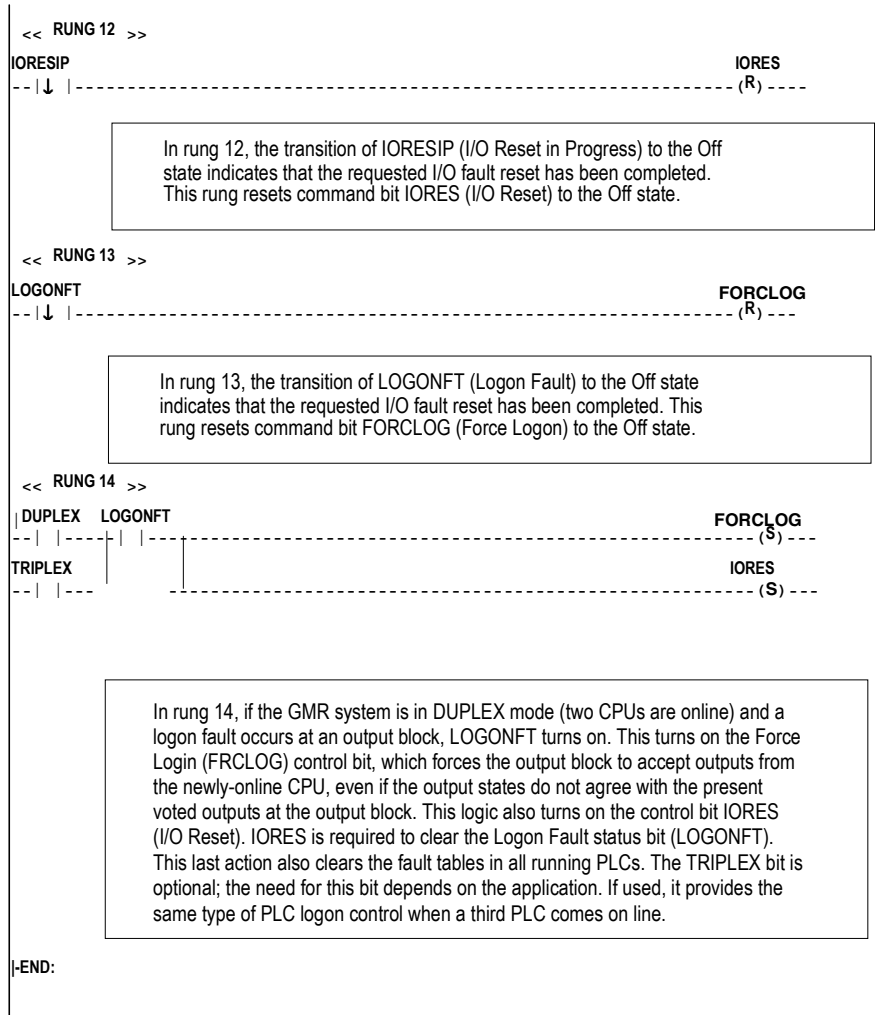 << RUNG 12 >>
IORESIP IORES
--|↓ |----------------------------------------------------------------(R)----
In rung 12, the transition of IORESIP (I/O Reset in Progress) to the Off
state indicates that the requested I/O fault reset has been completed.
This rung resets command bit IORES (I/O Reset) to the Off state.
<< RUNG 13 >>
LOGONFT FORCLOG
--|↓ |----------------------------------------------------------------(R)---
In rung 13, the transition of LOGONFT (Logon Fault) to the Off state
indicates that the requested I/O fault reset has been completed. This
rung resets command bit FORCLOG (Force Logon) to the Off state.
<< RUNG 14 >>
|DUPLEX LOGONFT FORCLOG
--| |-----| |-----------------------------------------------------------(S)---
TRIPLEX IORES
--| |--- ---------------------------------------------------------(S)---
In rung 14, if the GMR system is in DUPLEX mode (two CPUs are online) and a
logon fault occurs at an output block, LOGONFT turns on. This turns on the Force
Login (FRCLOG) control bit, which forces the output block to accept outputs from
the newly-online CPU, even if the output states do not agree with the present
voted outputs at the output block. This logic also turns on the control bit IORES
(I/O Reset). IORES is required to clear the Logon Fault status bit (LOGONFT).
This last action also clears the fault tables in all running PLCs. The TRIPLEX bit is
optional; the need for this bit depends on the application. If used, it provides the
same type of PLC logon control when a third PLC comes on line.
|-END: